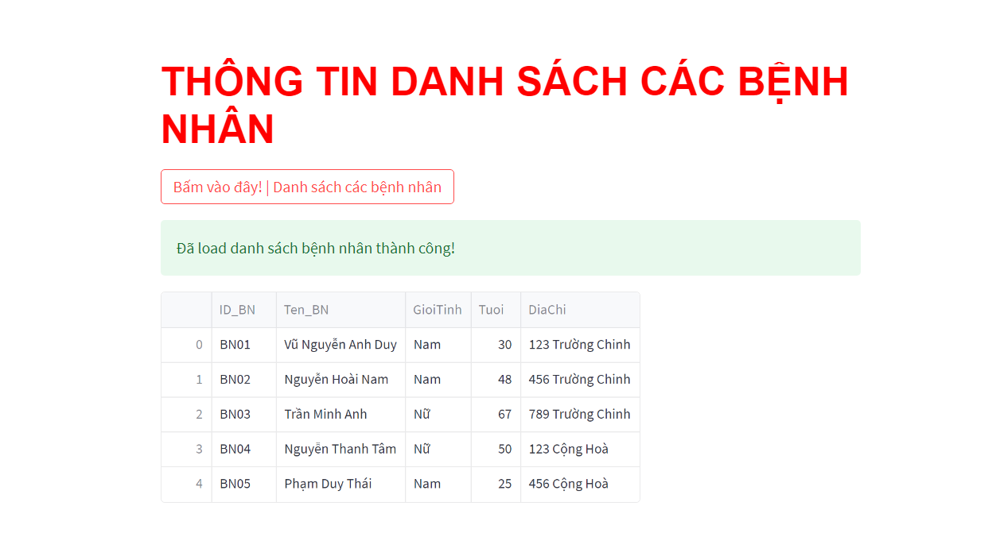 THÔNG TIN DANH SÁCH CÁC BỆNH
NHÂN
Bấm vào đây! | Danh sách các bệnh nhân
Đã load danh sách bệnh nhân thành công!
ID_BN Ten_BN GioiTinh Tuoi DiaChi
0 BN01 Vũ Nguyễn Anh Duy Nam 30 123 Trường Chinh
1 BN02 Nguyễn Hoài Nam Nam 48 456 Trường Chinh
2 BN03 Trần Minh Anh Nữ 67 789 Trường Chinh
3 BN04 Nguyễn Thanh Tâm Nữ 50 123 Cộng Hoà
4 BN05 Phạm Duy Thái Nam 25 456 Cộng Hoà